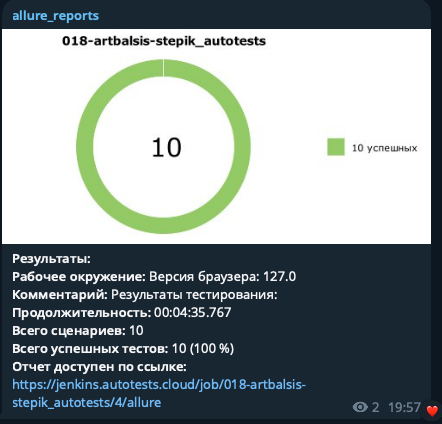 allure_reports
018-artbalsis-stepik_autotests
10
10 успешных
Результаты:
Рабочее окружение: Версия браузера: 127.0
Комментарий: Результаты тестирования:
Продолжительность: 00:04:35.767
Всего сценариев: 10
Всего успешных тестов: 10 (100 %)
Отчет доступен по ссылке:
https://jenkins.autotests.cloud/job/018-artbalsis-
stepik_autotests/4/allure
2 19:57